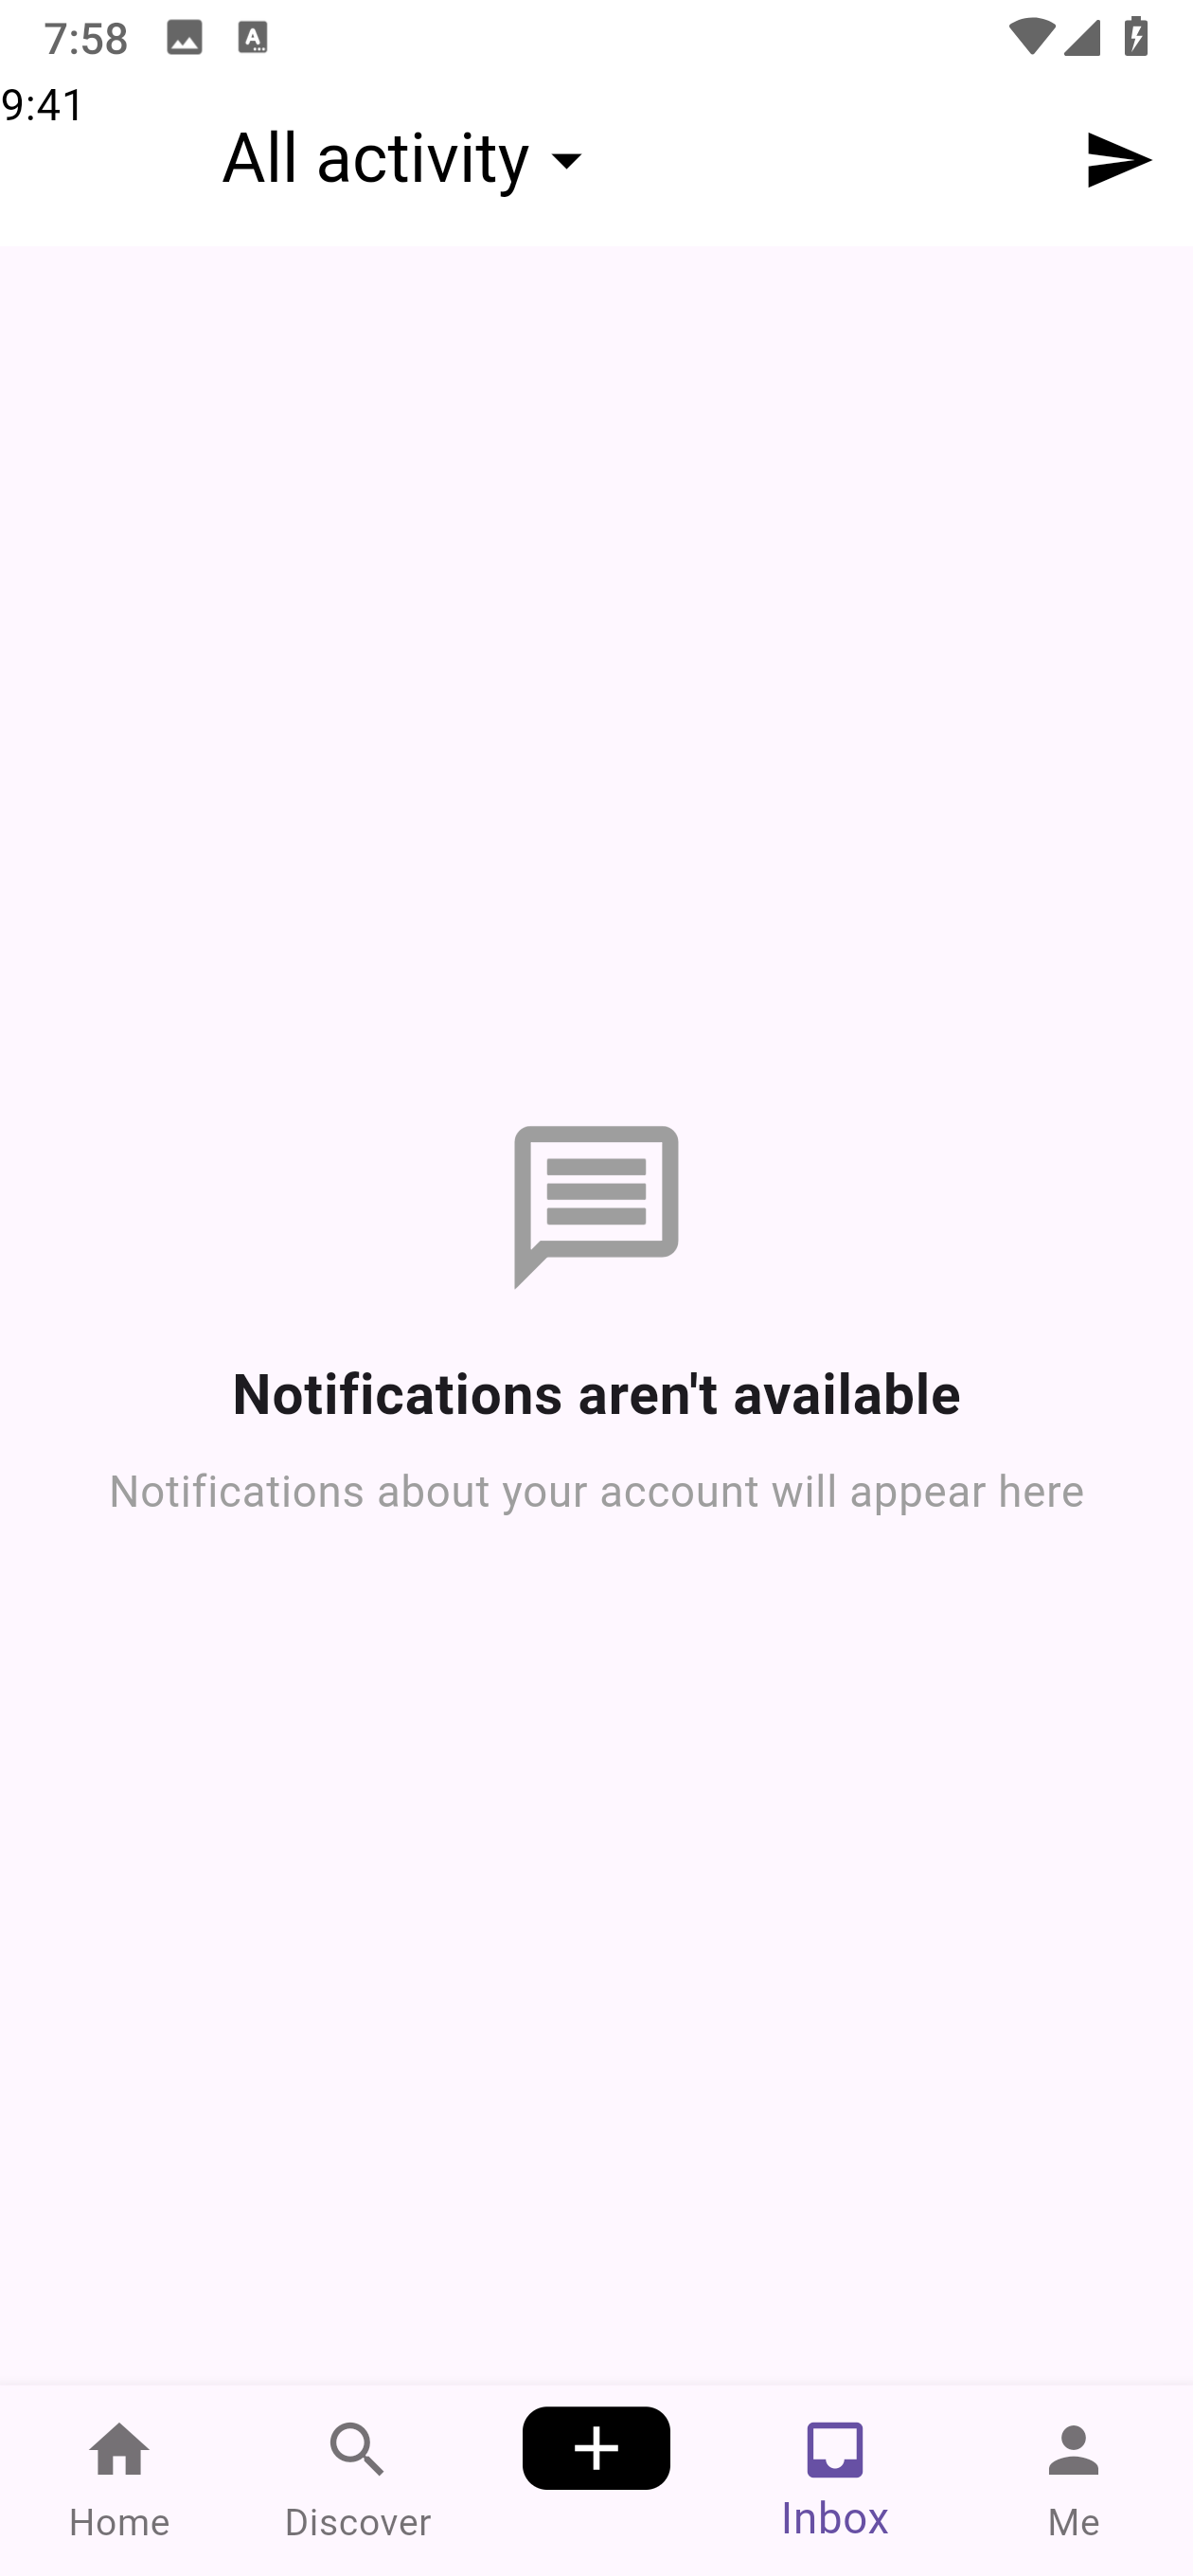 7:58
9:41
All activity
Notifications aren't available
Notifications about your account will appear here
Home
Discover
Inbox
Me